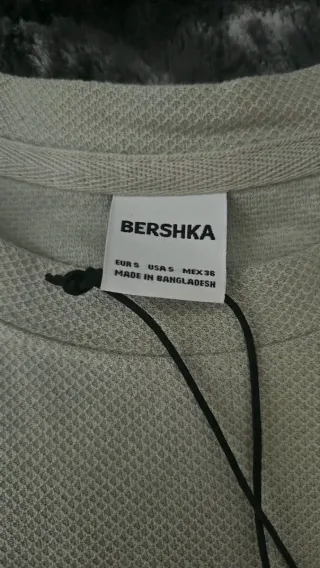 BERSHKA
EUR S USA S MEX 36
MADE IN BANGLADESH